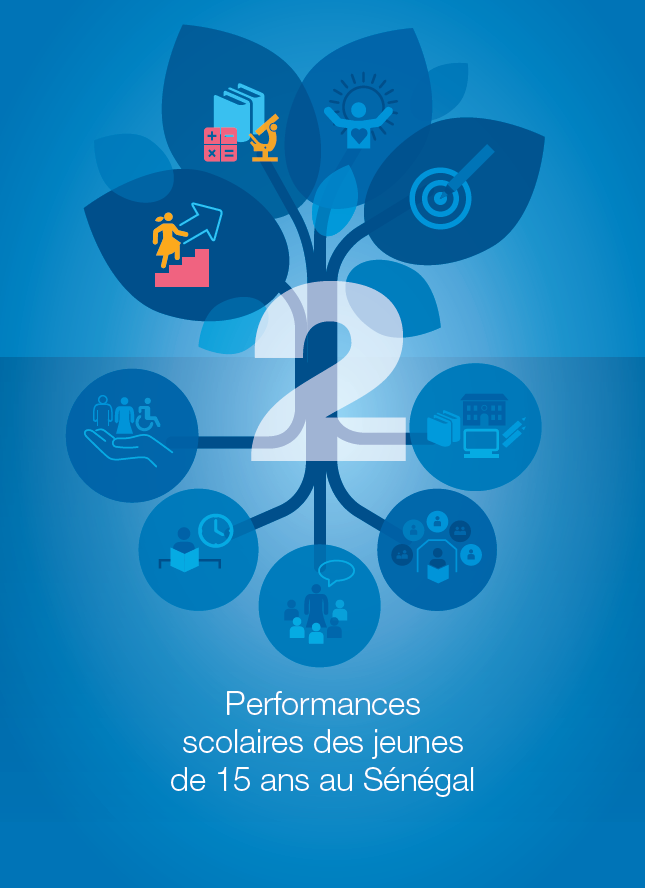 2
Performances
scolaires des jeunes
de 15 ans au Sénégal